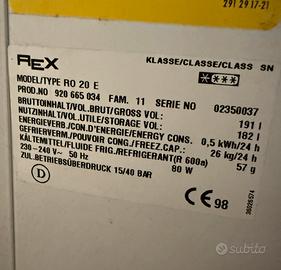 291 29 17-21
REX
KLASSE/CLASSE/CLASS SN
MODEL/TYPE RO 20 E
PROD.NO 920 665 034 FAM. 11 SERIE NO 02350037
BRUTTOINHALT/VOL.BRUT/GROSS VOL: 191 l
NUTZINHALT/VOL.UTILE/STORAGE VOL: 182 l
ENERGIEVERB./CON.D'ENERGIE/ENERGY CONS. 0,5 kWh/24 h
GEFRIERVERM./POUVOIR CONG./FREEZ.CAP.: 26 kg/24 h
KÄLTEMITTEL/FLUIDE FRIG./REFRIGERANT(R 600a) 57 g
230-240 V~ 50 Hz 80 W
ZUL.BETRIEBSÜBERDRUCK 15/40 BAR
D
CE 98
subito